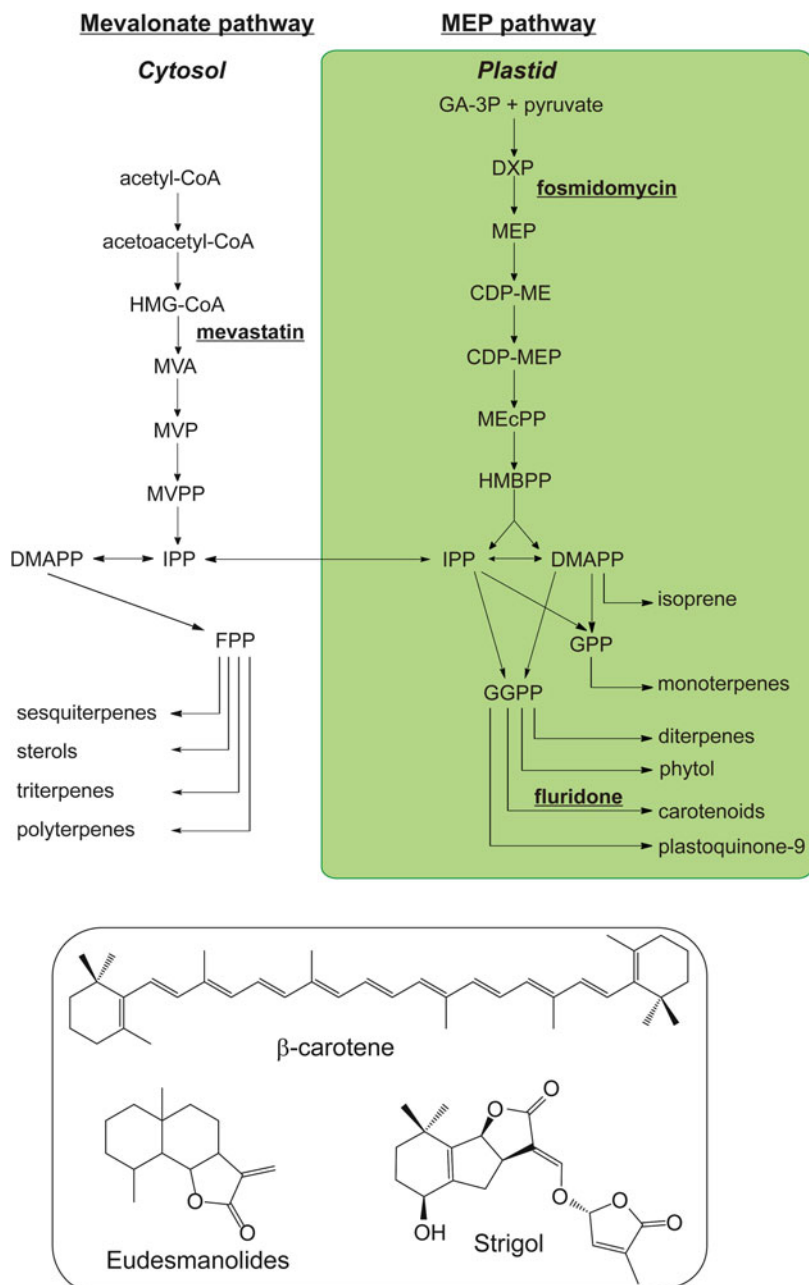 Mevalonate pathway
MEP pathway
Cytosol
Plastid
GA-3P + pyruvate
DXP
fosmidomycin
MEP
CDP-ME
CDP-MEP
MEcPP
HMBPP
acetyl-CoA
acetoacetyl-CoA
HMG-CoA
mevastatin
MVA
MVP
MVPP
DMAPP
IPP
IPP
DMAPP
isoprene
FPP
GPP
monoterpenes
GGPP
sesquiterpenes
sterols
triterpenes
polyterpenes
diterpenes
phytol
fluridone
carotenoids
plastoquinone-9
β-carotene
O
O
Eudesmanolides
O
O
O
O
O
OH
Strigol